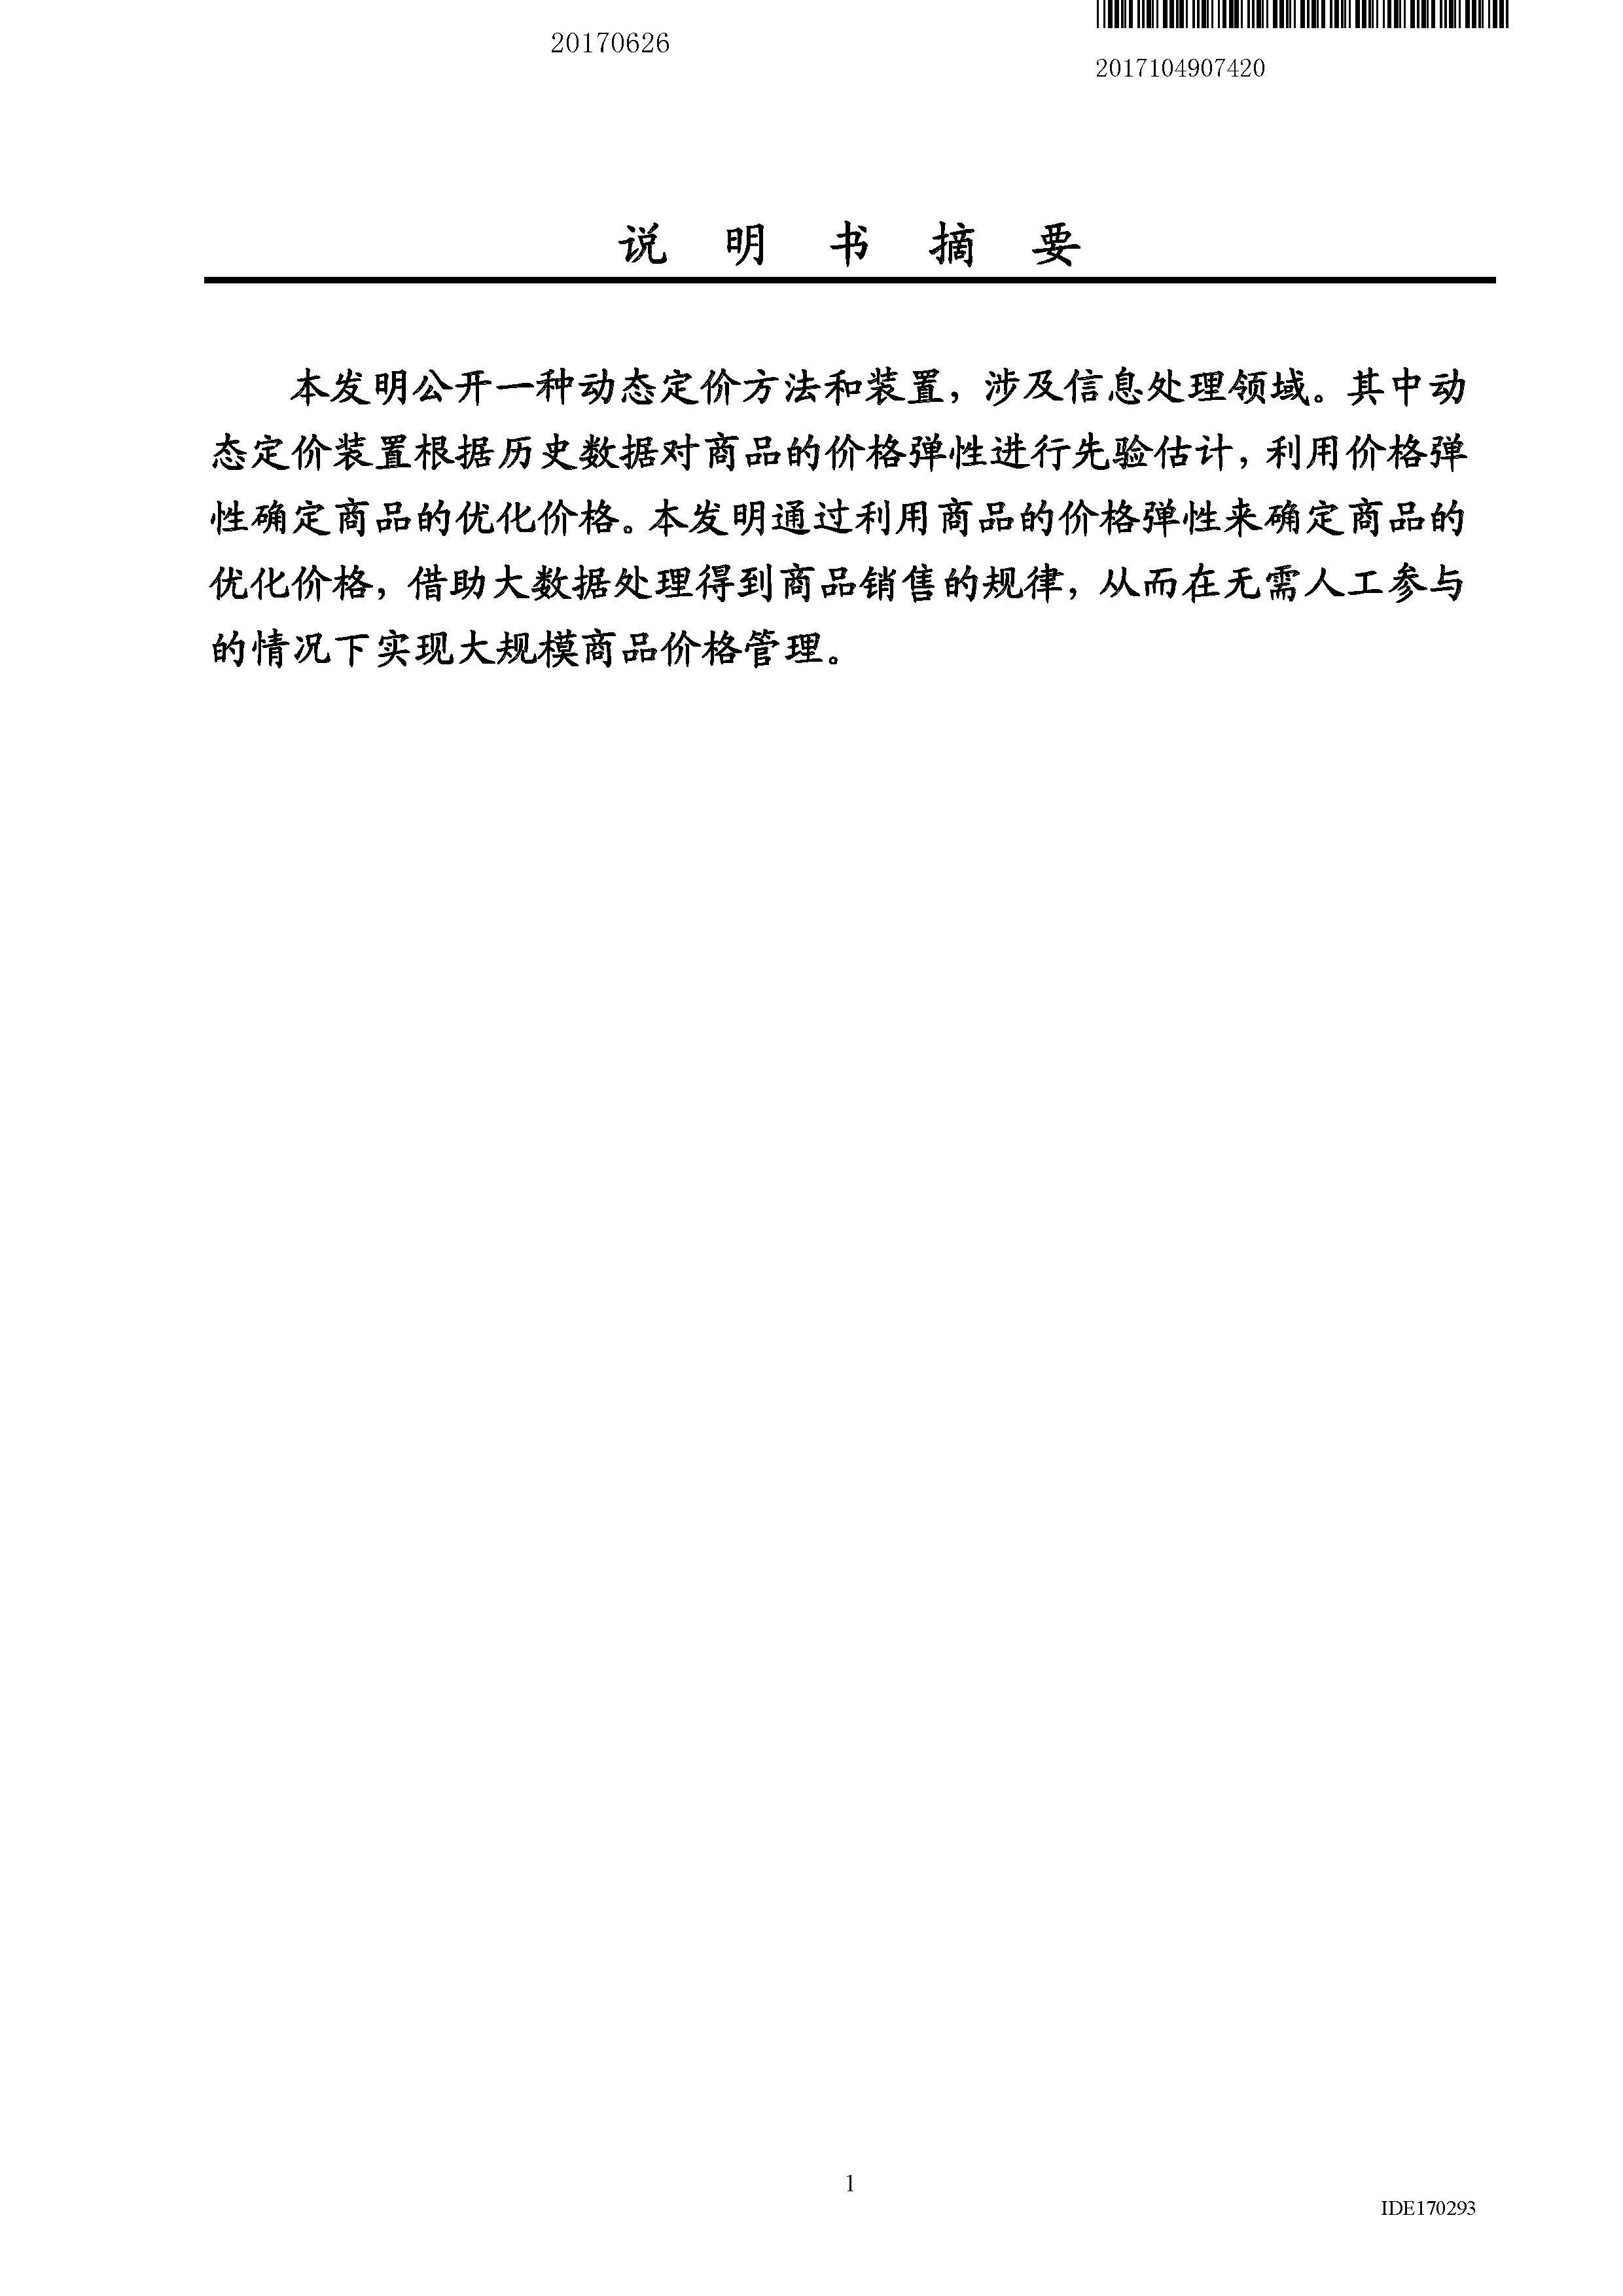 20170626
2017104907420
说 明 书 摘 要
本发明公开一种动态定价方法和装置，涉及信息处理领域。其中动
态定价装置根据历史数据对商品的价格弹性进行先验估计，利用价格弹
性确定商品的优化价格。本发明通过利用商品的价格弹性来确定商品的
优化价格，借助大数据处理得到商品销售的规律，从而在无需人工参与
的情况下实现大规模商品价格管理。
1
IDE170293